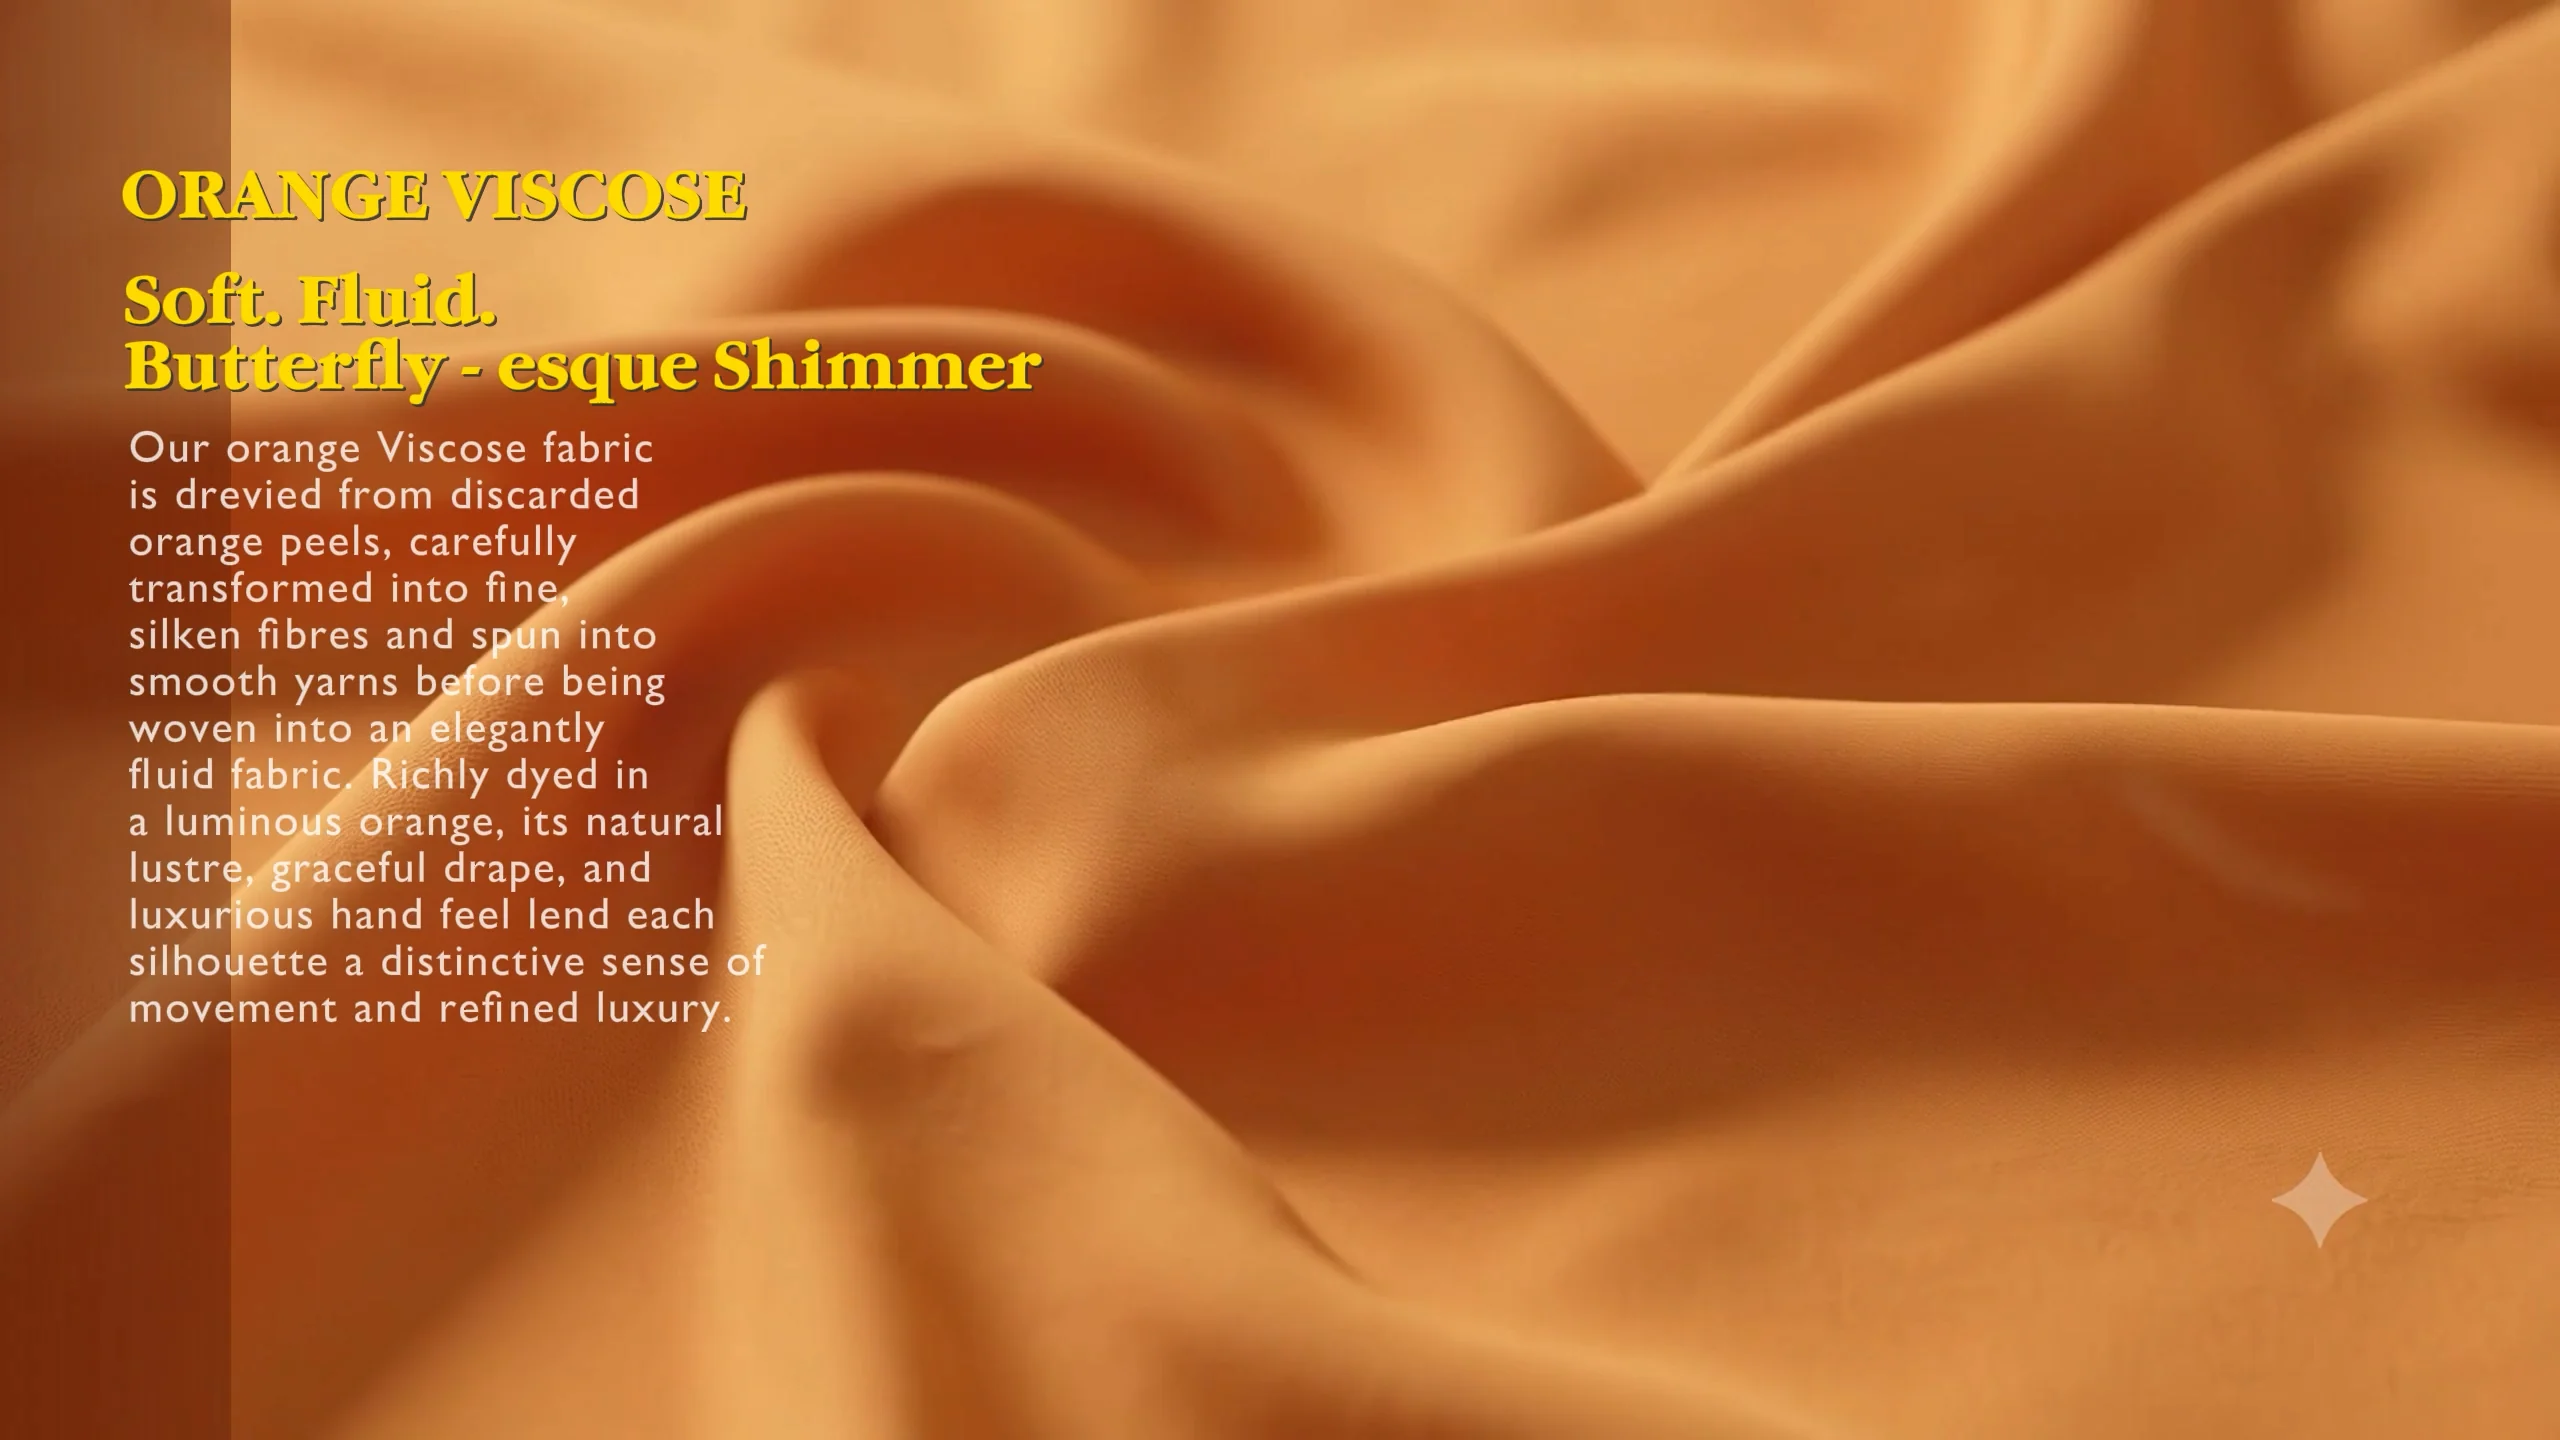 ORANGE VISCOSE
Soft. Fluid.
Butterfly - esque Shimmer
Our orange Viscose fabric
is drevied from discarded
orange peels, carefully
transformed into fine,
silken fibres and spun into
smooth yarns before being
woven into an elegantly
fluid fabric. Richly dyed in
a luminous orange, its natural
lustre, graceful drape, and
luxurious hand feel lend each
silhouette a distinctive sense of
movement and refined luxury.